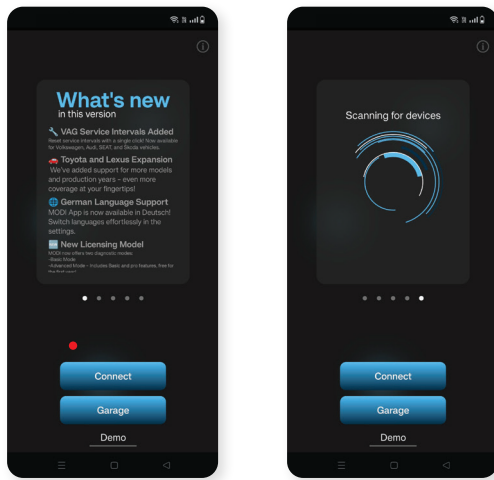 What's new
in this version
🔧 VAG Service Intervals Added
Reset service intervals with a single click! Now available
for Volkswagen, Audi, SEAT, and Škoda vehicles.
🚗 Toyota and Lexus Expansion
We've added support for more models
and production years – even more
coverage at your fingertips!
🌐 German Language Support
MODI App is now available in Deutsch!
Switch languages effortlessly in the
settings.
🆕 New Licensing Model
MODI now offers two diagnostic modes:
-Basic Mode
-Advanced Mode – Includes Basic and pro features, free for
the first year!
Connect
Garage
Demo
Scanning for devices
Connect
Garage
Demo